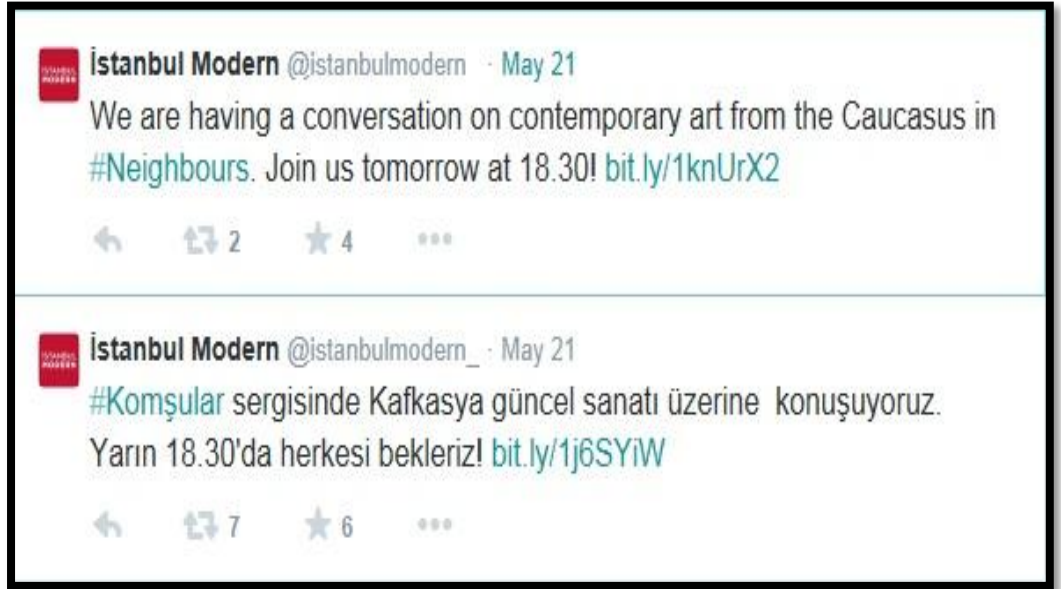 İstanbul Modern @istanbulmodern · May 21
We are having a conversation on contemporary art from the Caucasus in
#Neighbours. Join us tomorrow at 18.30! bit.ly/1knUrX2
2 4
İstanbul Modern @istanbulmodern_ · May 21
#Komşular sergisinde Kafkasya güncel sanatı üzerine konuşuyoruz.
Yarın 18.30'da herkesi bekleriz! bit.ly/1j6SYiW
7 6